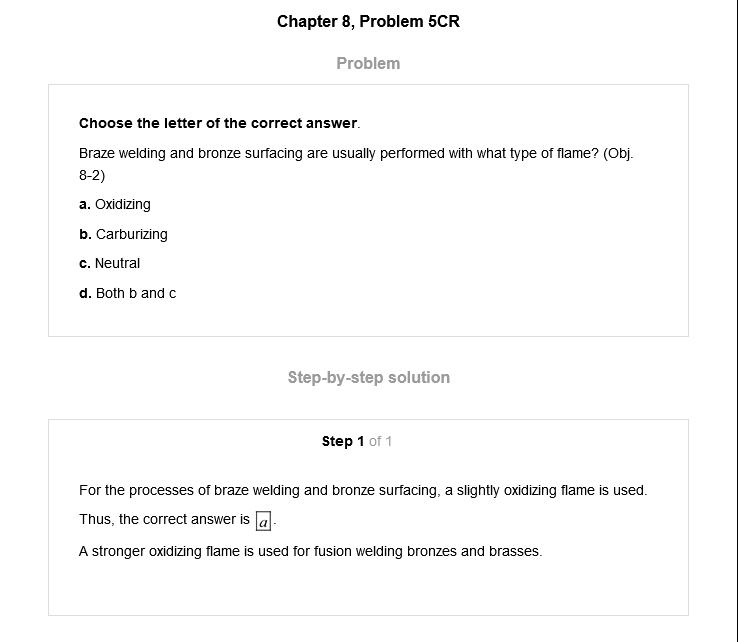 Chapter 8, Problem 5CR
Problem
Choose the letter of the correct answer.
Braze welding and bronze surfacing are usually performed with what type of flame? (Obj.
8-2)
a. Oxidizing
b. Carburizing
c. Neutral
d. Both b and c
Step-by-step solution
Step 1 of 1
For the processes of braze welding and bronze surfacing, a slightly oxidizing flame is used.
Thus, the correct answer is a.
A stronger oxidizing flame is used for fusion welding bronzes and brasses.